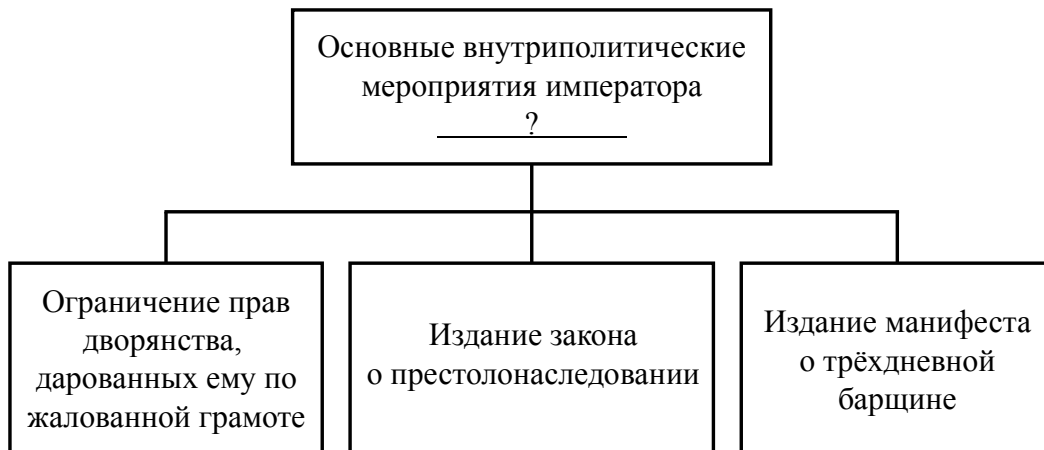 Основные внутриполитические
мероприятия императора
?
Ограничение прав
дворянства,
дарованных ему по
жалованной грамоте
Издание закона
о престолонаследовании
Издание манифеста
о трёхдневной
барщине